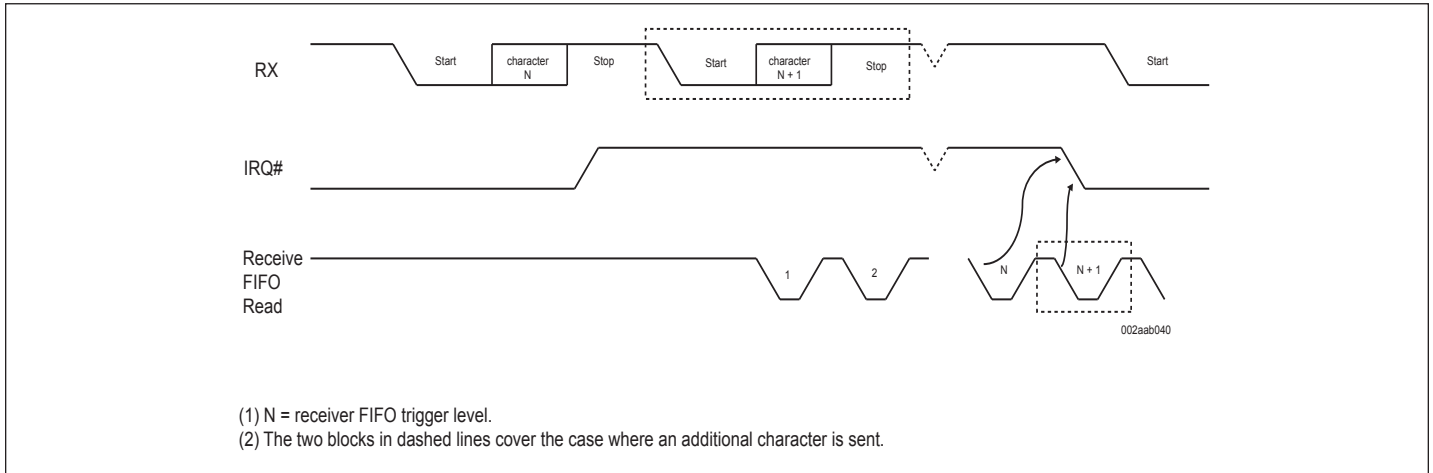 RX
Start
character
N
Stop
Start
character
N + 1
Stop
Start
IRQ#
Receive
FIFO
Read
1
2
N
N + 1
002aab040
(1) N = receiver FIFO trigger level.
(2) The two blocks in dashed lines cover the case where an additional character is sent.